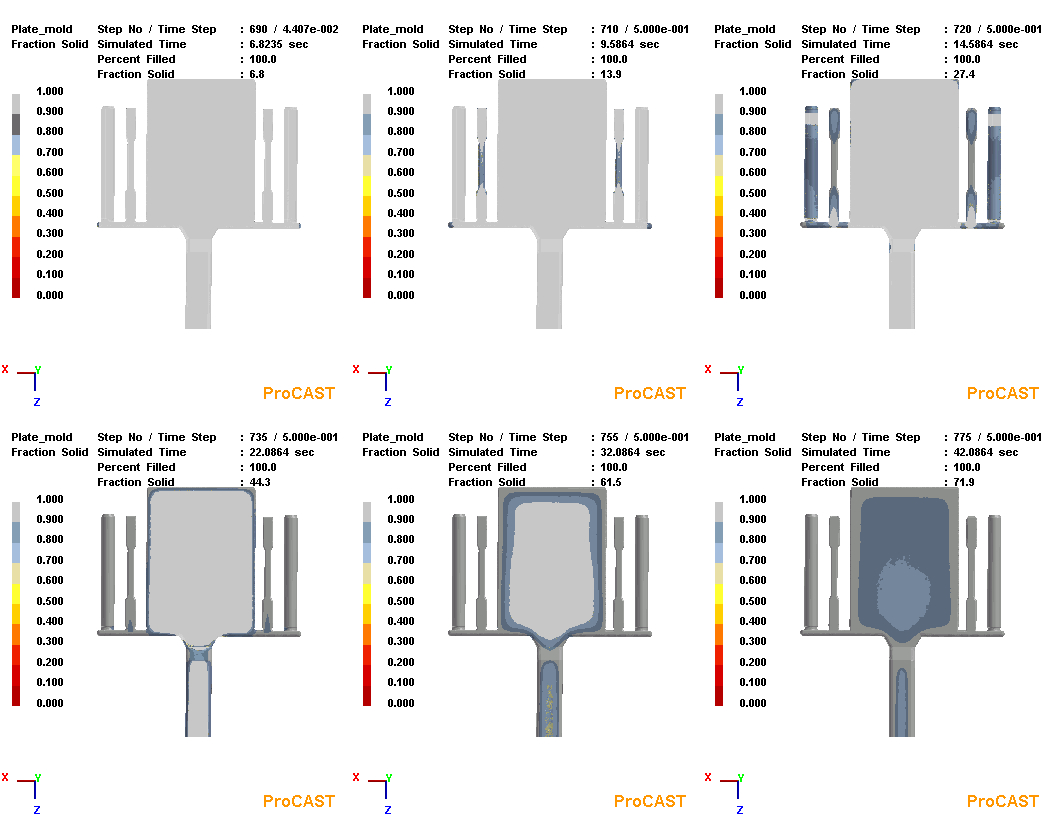 Plate_mold Step No / Time Step : 690 / 4.407e-002
Fraction Solid Simulated Time : 6.8235 sec
Percent Filled : 100.0
Fraction Solid : 6.8
1.000
0.900
0.800
0.700
0.600
0.500
0.400
0.300
0.200
0.100
0.000
X Y
Z
ProCAST
Plate_mold Step No / Time Step : 710 / 5.000e-001
Fraction Solid Simulated Time : 9.5864 sec
Percent Filled : 100.0
Fraction Solid : 13.9
1.000
0.900
0.800
0.700
0.600
0.500
0.400
0.300
0.200
0.100
0.000
X Y
Z
ProCAST
Plate_mold Step No / Time Step : 720 / 5.000e-001
Fraction Solid Simulated Time : 14.5864 sec
Percent Filled : 100.0
Fraction Solid : 27.4
1.000
0.900
0.800
0.700
0.600
0.500
0.400
0.300
0.200
0.100
0.000
X Y
Z
ProCAST
Plate_mold Step No / Time Step : 735 / 5.000e-001
Fraction Solid Simulated Time : 22.0864 sec
Percent Filled : 100.0
Fraction Solid : 44.3
1.000
0.900
0.800
0.700
0.600
0.500
0.400
0.300
0.200
0.100
0.000
X Y
Z
ProCAST
Plate_mold Step No / Time Step : 755 / 5.000e-001
Fraction Solid Simulated Time : 32.0864 sec
Percent Filled : 100.0
Fraction Solid : 61.5
1.000
0.900
0.800
0.700
0.600
0.500
0.400
0.300
0.200
0.100
0.000
X Y
Z
ProCAST
Plate_mold Step No / Time Step : 775 / 5.000e-001
Fraction Solid Simulated Time : 42.0864 sec
Percent Filled : 100.0
Fraction Solid : 71.9
1.000
0.900
0.800
0.700
0.600
0.500
0.400
0.300
0.200
0.100
0.000
X Y
Z
ProCAST